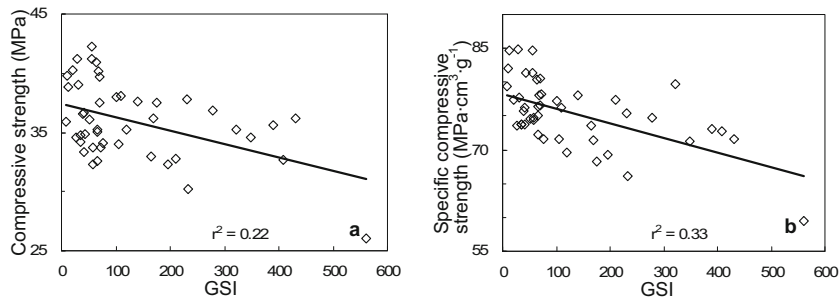 Compressive strength (MPa)
45
35
25
r² = 0.22
a
0 100 200 300 400 500 600
GSI
Specific compressive
strength (MPa·cm³·g⁻¹)
85
70
55
r² = 0.33
b
0 100 200 300 400 500 600
GSI